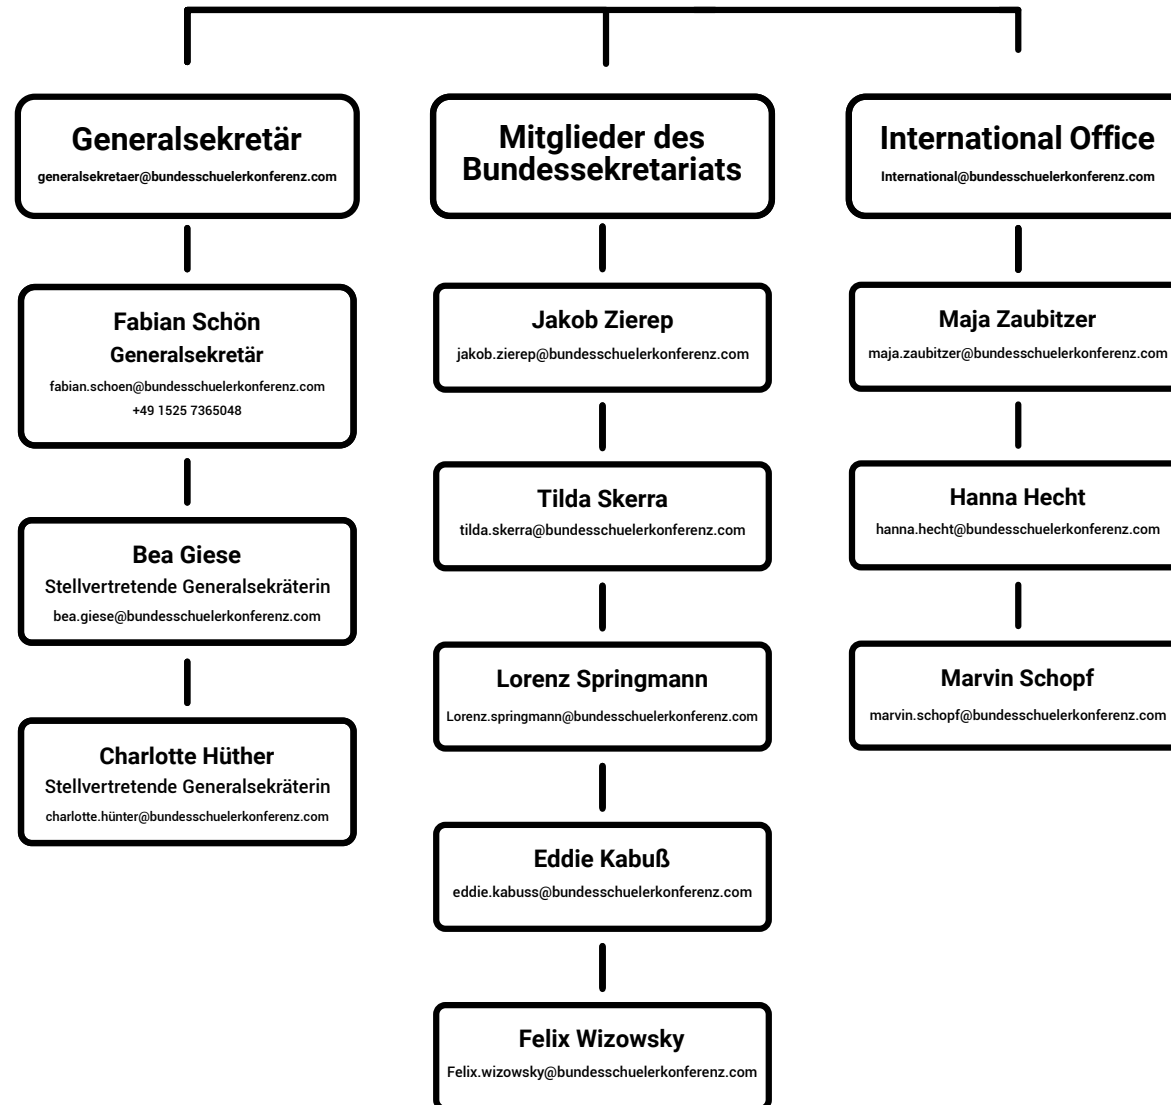 Generalsekretär
generalsekretaer@bundesschuelerkonferenz.com
Fabian Schön
Generalsekretär
fabian.schoen@bundesschuelerkonferenz.com
+49 1525 7365048
Bea Giese
Stellvertretende Generalsekräterin
bea.giese@bundesschuelerkonferenz.com
Charlotte Hüther
Stellvertretende Generalsekräterin
charlotte.hünter@bundesschuelerkonferenz.com
Mitglieder des
Bundessekretariats
Jakob Zierep
jakob.zierep@bundesschuelerkonferenz.com
Tilda Skerra
tilda.skerra@bundesschuelerkonferenz.com
Lorenz Springmann
Lorenz.springmann@bundesschuelerkonferenz.com
Eddie Kabuß
eddie.kabuss@bundesschuelerkonferenz.com
Felix Wizowsky
Felix.wizowsky@bundesschuelerkonferenz.com
International Office
International@bundesschuelerkonferenz.com
Maja Zaubitzer
maja.zaubitzer@bundesschuelerkonferenz.com
Hanna Hecht
hanna.hecht@bundesschuelerkonferenz.com
Marvin Schopf
marvin.schopf@bundesschuelerkonferenz.com